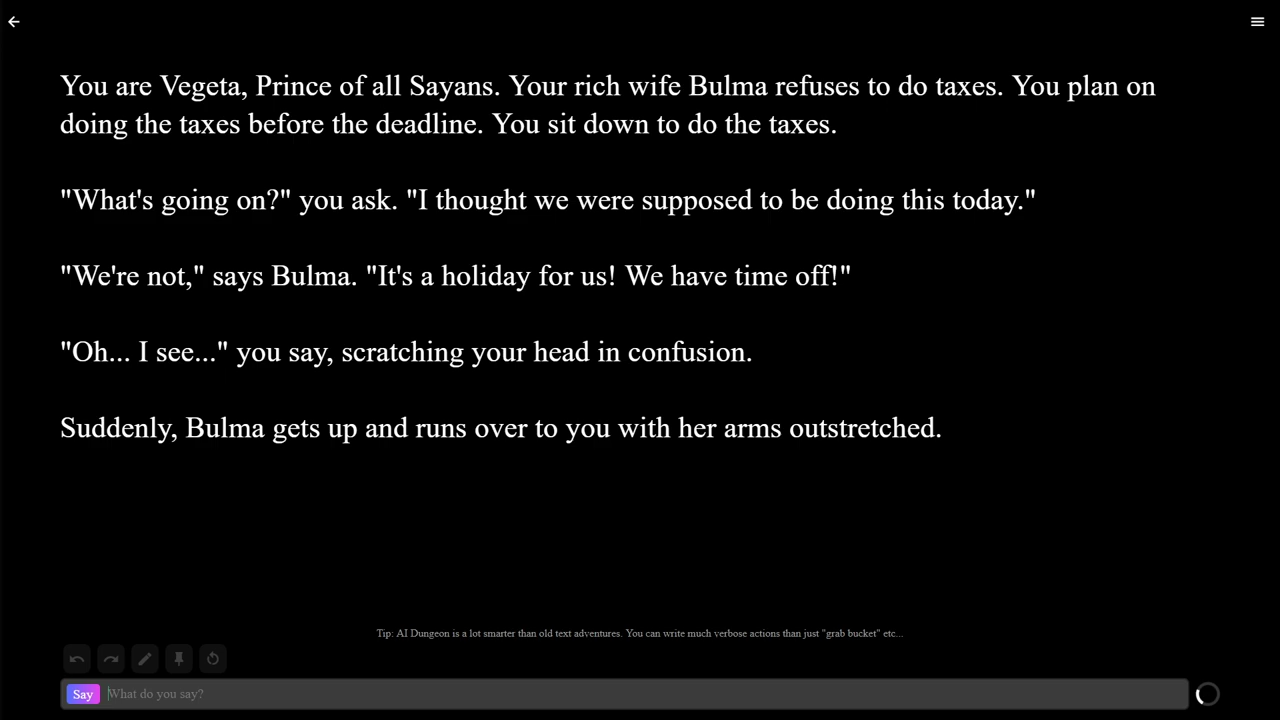 You are Vegeta, Prince of all Sayans. Your rich wife Bulma refuses to do taxes. You plan on
doing the taxes before the deadline. You sit down to do the taxes.
"What's going on?" you ask. "I thought we were supposed to be doing this today."
"We're not," says Bulma. "It's a holiday for us! We have time off!"
"Oh... I see..." you say, scratching your head in confusion.
Suddenly, Bulma gets up and runs over to you with her arms outstretched.
Tip: AI Dungeon is a lot smarter than old text adventures. You can write much verbose actions than just "grab bucket" etc...
Say What do you say?